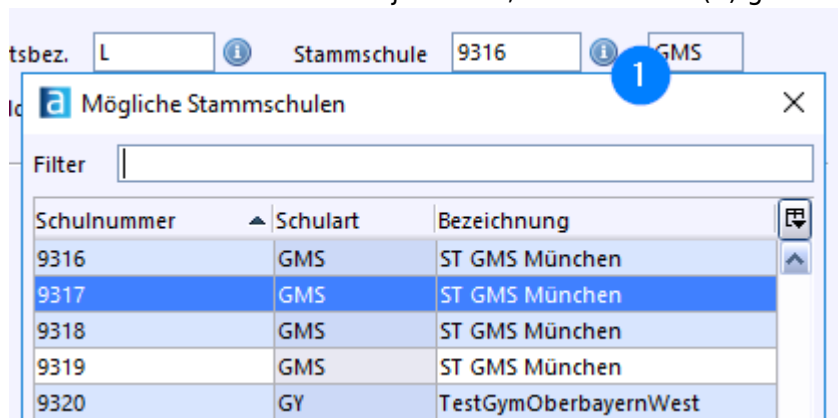 tsbez. L Stammschule 9316 GMS
1
Mögliche Stammschulen
Filter
Schulnummer Schulart Bezeichnung
9316 GMS ST GMS München
9317 GMS ST GMS München
9318 GMS ST GMS München
9319 GMS ST GMS München
9320 GY TestGymOberbayernWest